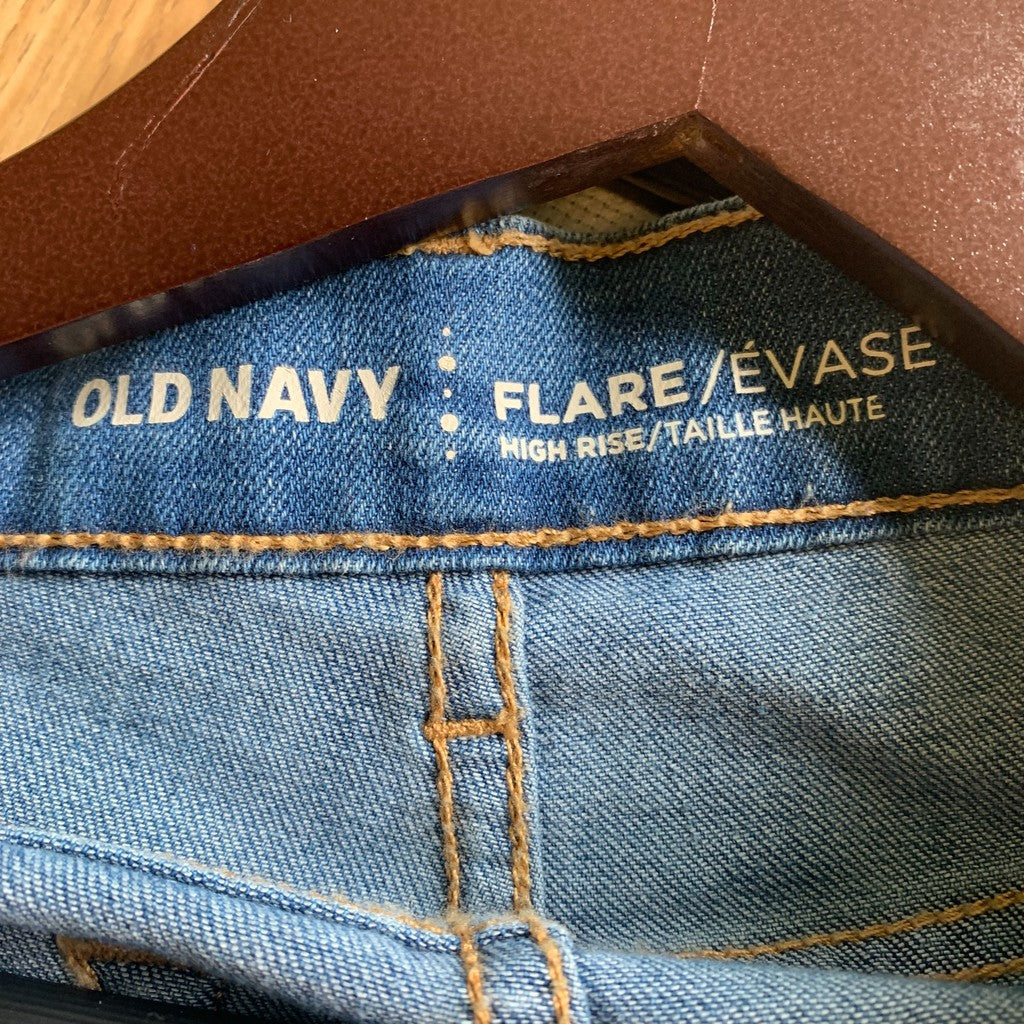 OLD NAVY
FLARE/ÉVASE
HIGH RISE/TAILLE HAUTE